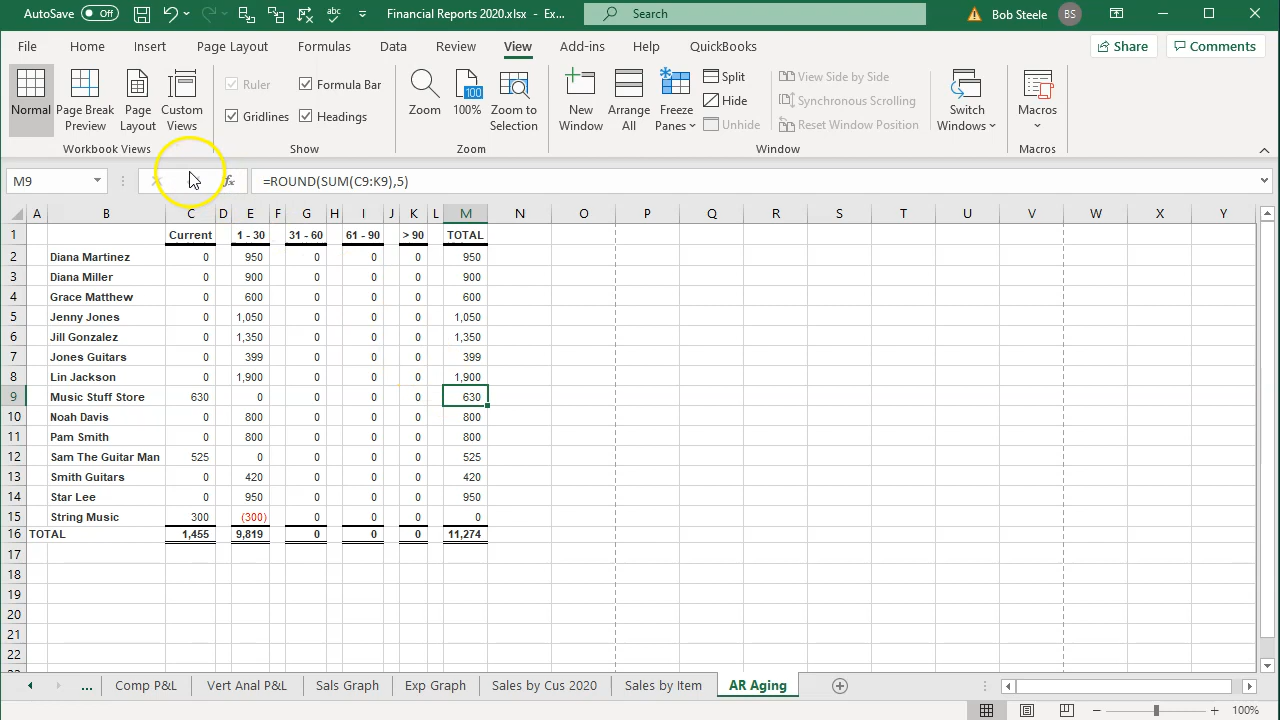 AutoSave Off Financial Reports 2020.xlsx - Ex... Search Bob Steele BS
File Home Insert Page Layout Formulas Data Review View Add-ins Help QuickBooks Share Comments
Normal Page Break Preview Page Layout Custom Views
Workbook Views
Ruler Formula Bar
Gridlines Headings
Show
Zoom 100% Zoom to Selection
100
Zoom
New Window Arrange All Freeze Panes
Split
Hide
Unhide
View Side by Side
Synchronous Scrolling
Reset Window Position
Switch Windows
Window
Macros
Macros
M9 fx =ROUND(SUM(C9:K9),5)
A B C D E F G H I J K L M N O P Q R S T U V W X Y
1 Current 1 - 30 31 - 60 61 - 90 > 90 TOTAL
2 Diana Martinez 0 950 0 0 0 950
3 Diana Miller 0 900 0 0 0 900
4 Grace Matthew 0 600 0 0 0 600
5 Jenny Jones 0 1,050 0 0 0 1,050
6 Jill Gonzalez 0 1,350 0 0 0 1,350
7 Jones Guitars 0 399 0 0 0 399
8 Lin Jackson 0 1,900 0 0 0 1,900
9 Music Stuff Store 630 0 0 0 0 630
10 Noah Davis 0 800 0 0 0 800
11 Pam Smith 0 800 0 0 0 800
12 Sam The Guitar Man 525 0 0 0 0 525
13 Smith Guitars 0 420 0 0 0 420
14 Star Lee 0 950 0 0 0 950
15 String Music 300 (300) 0 0 0 0
16 TOTAL 1,455 9,819 0 0 0 11,274
17
18
19
20
21
22
... Comp P&L Vert Anal P&L Sals Graph Exp Graph Sales by Cus 2020 Sales by Item AR Aging
100%